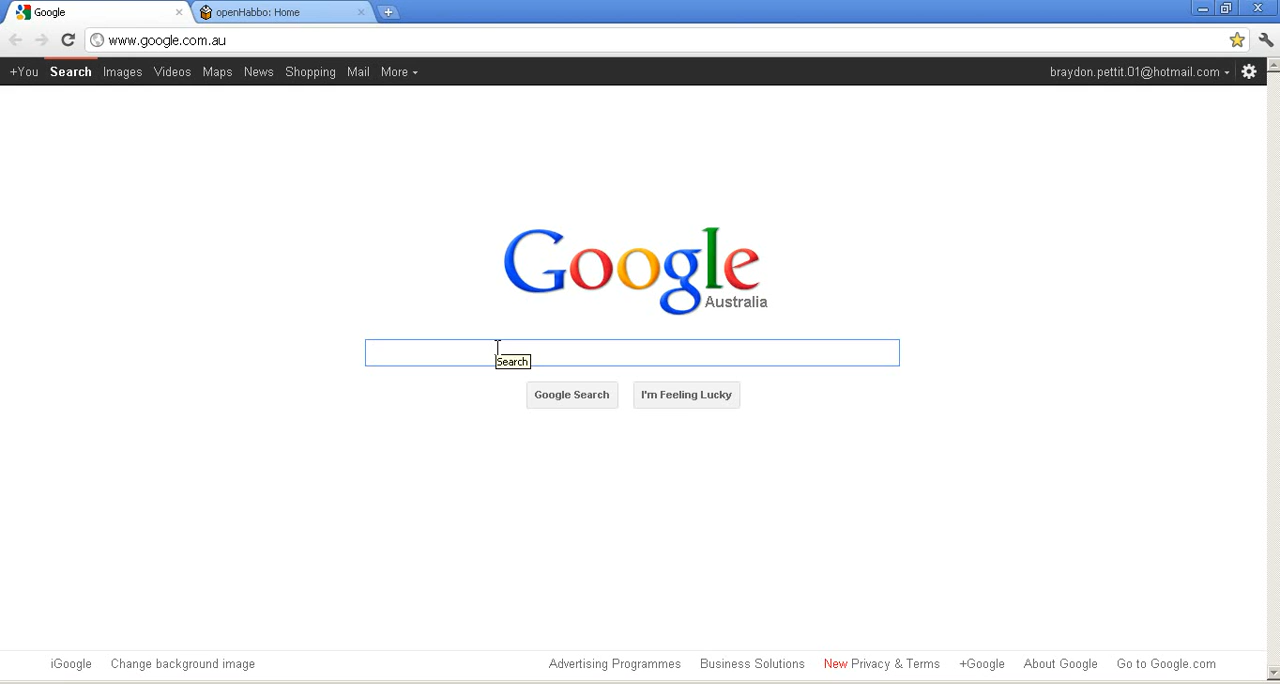 Google
openHabbo: Home
www.google.com.au
+You Search Images Videos Maps News Shopping Mail More
braydon.pettit.01@hotmail.com
Google
Australia
Search
Google Search I'm Feeling Lucky
iGoogle Change background image Advertising Programmes Business Solutions New Privacy & Terms +Google About Google Go to Google.com